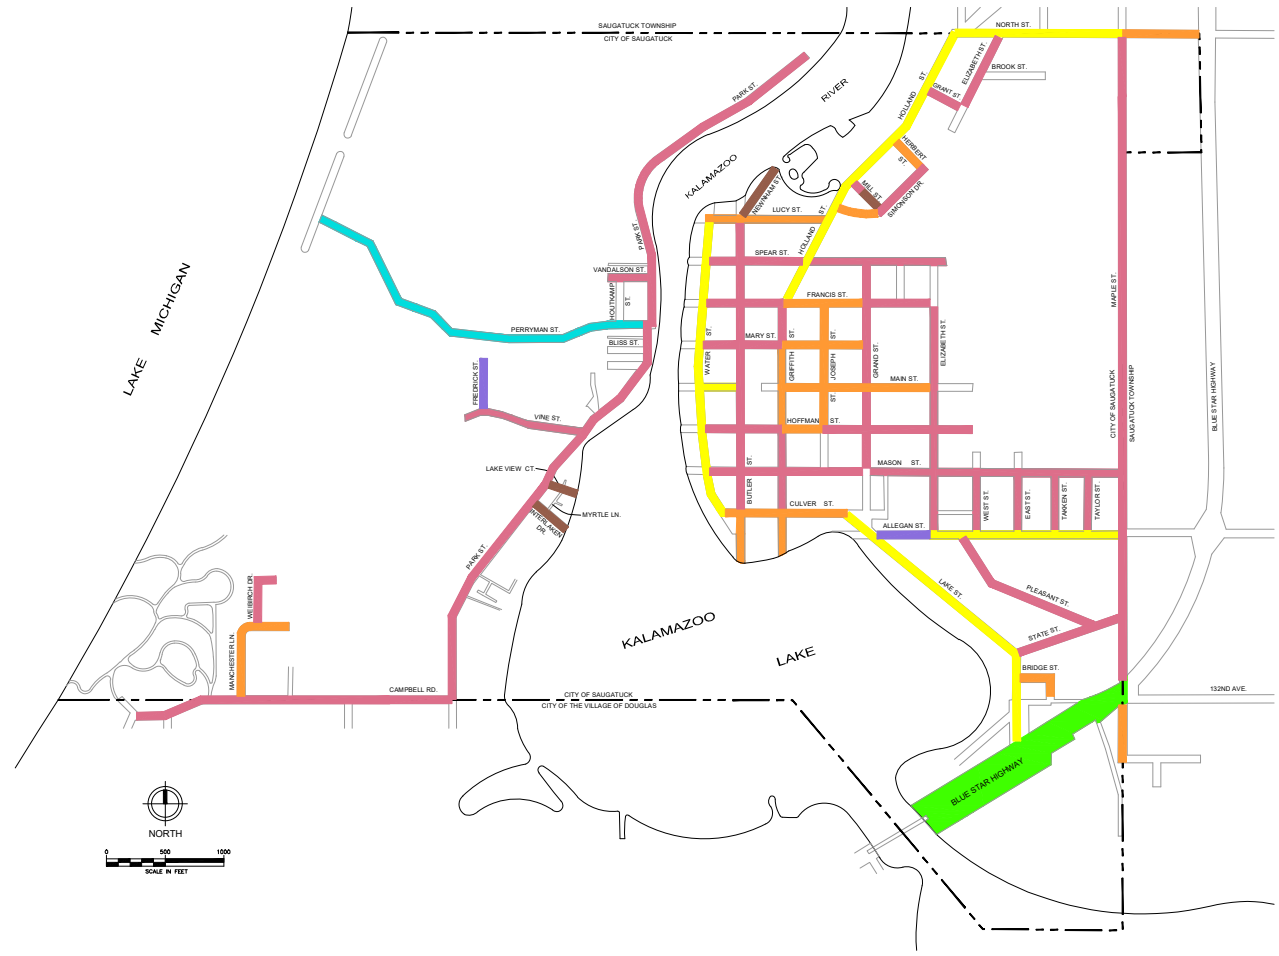 SAUGATUCK TOWNSHIP
CITY OF SAUGATUCK
NORTH ST.
ELIZABETH ST.
BROOK ST.
GRANT ST
HOLLAND ST.
PARK ST.
RIVER
KALAMAZOO
HERBERT ST.
MILL ST.
SIMONSON DR.
NEWNHAM ST.
LUCY ST.
HOLLAND ST.
PARK ST.
SPEAR ST.
VANDALSON ST.
HOUTKAMP ST.
LAKE MICHIGAN
FRANCIS ST.
MAPLE ST.
PERRYMAN ST.
BLISS ST.
WATER ST.
MARY ST.
GRIFFITH ST.
JOSEPH ST.
GRAND ST.
ELIZABETH ST.
FREDRICK ST.
MAIN ST.
CITY OF SAUGATUCK
SAUGATUCK TOWNSHIP
BLUE STAR HIGHWAY
VINE ST.
HOFFMAN ST.
LAKE VIEW CT.
MASON ST.
BUTLER ST.
CULVER ST.
WEST ST.
EAST ST.
TAKKEN ST.
TAYLOR ST.
MYRTLE LN.
INTERLAKEN DR.
ALLEGAN ST.
PARK ST.
WEIBIRCH DR.
LAKE ST.
PLEASANT ST.
STATE ST.
KALAMAZOO
LAKE
MANCHESTER LN.
BRIDGE ST.
CAMPBELL RD.
CITY OF SAUGATUCK
CITY OF THE VILLAGE OF DOUGLAS
132ND AVE.
BLUE STAR HIGHWAY
NORTH
0 500 1000
SCALE IN FEET